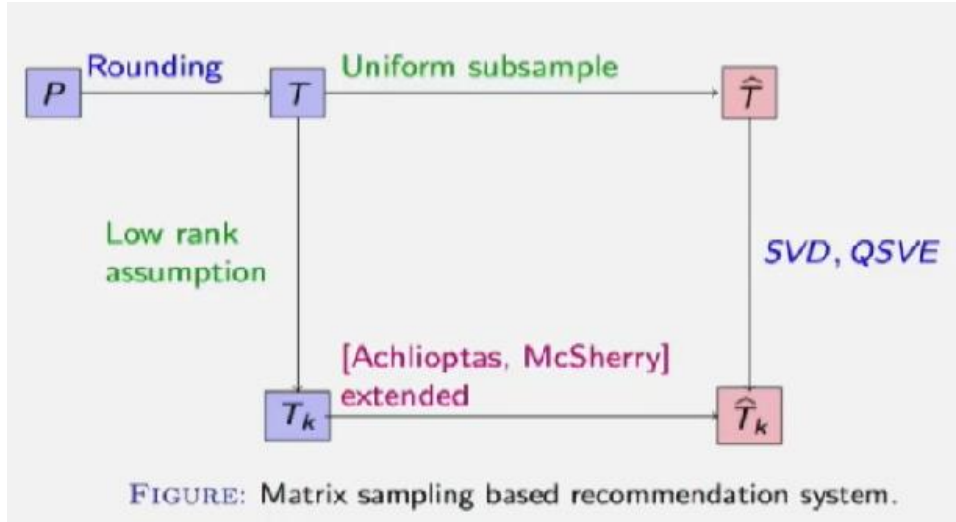 Rounding
Uniform subsample
P
T
T̂
Low rank
assumption
SVD, QSVE
[Achlioptas, McSherry]
extended
Tₖ
T̂ₖ
FIGURE: Matrix sampling based recommendation system.